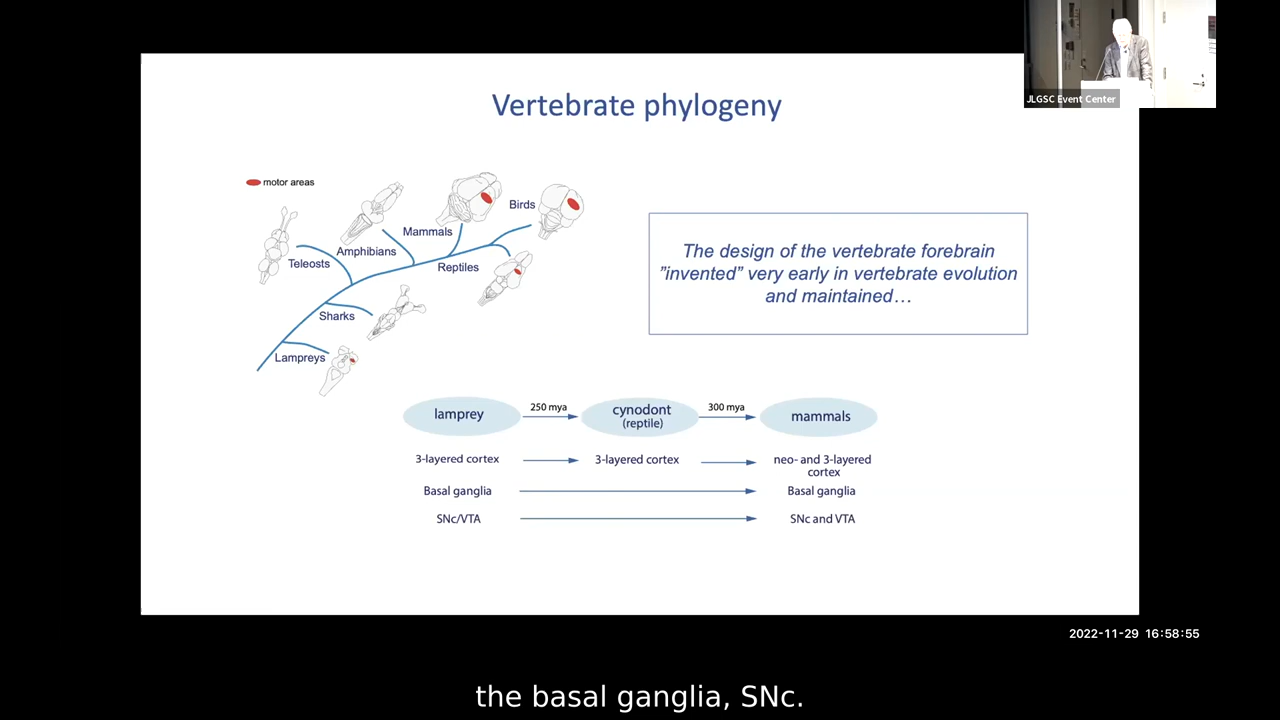 JLGSC Event Center
Vertebrate phylogeny
motor areas
Birds
Mammals
Amphibians
Teleosts
Reptiles
Sharks
Lampreys
The design of the vertebrate forebrain
”invented” very early in vertebrate evolution
and maintained…
lamprey
250 mya
cynodont
(reptile)
300 mya
mammals
3-layered cortex
3-layered cortex
neo- and 3-layered
cortex
Basal ganglia
Basal ganglia
SNc/VTA
SNc and VTA
2022-11-29 16:58:55
the basal ganglia, SNc.